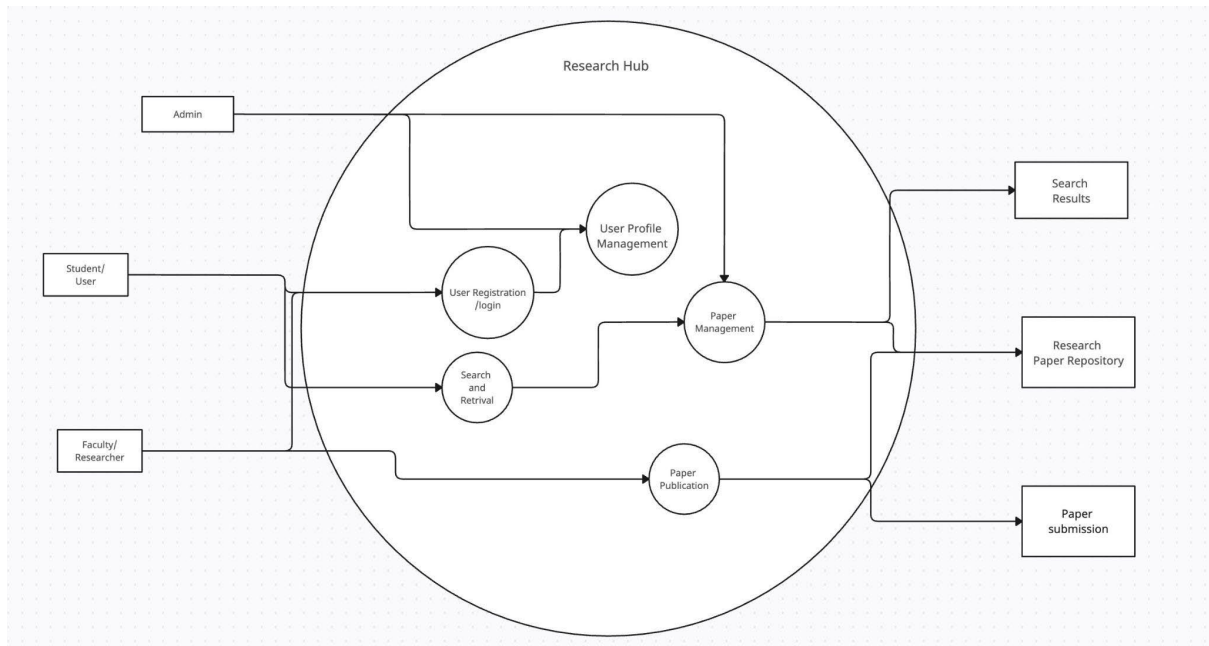 Research Hub
Admin
Search
Results
User Profile
Management
Student/
User
User Registration
/login
Paper
Management
Research
Paper Repository
Search
and
Retrival
Faculty/
Researcher
Paper
Publication
Paper
submission